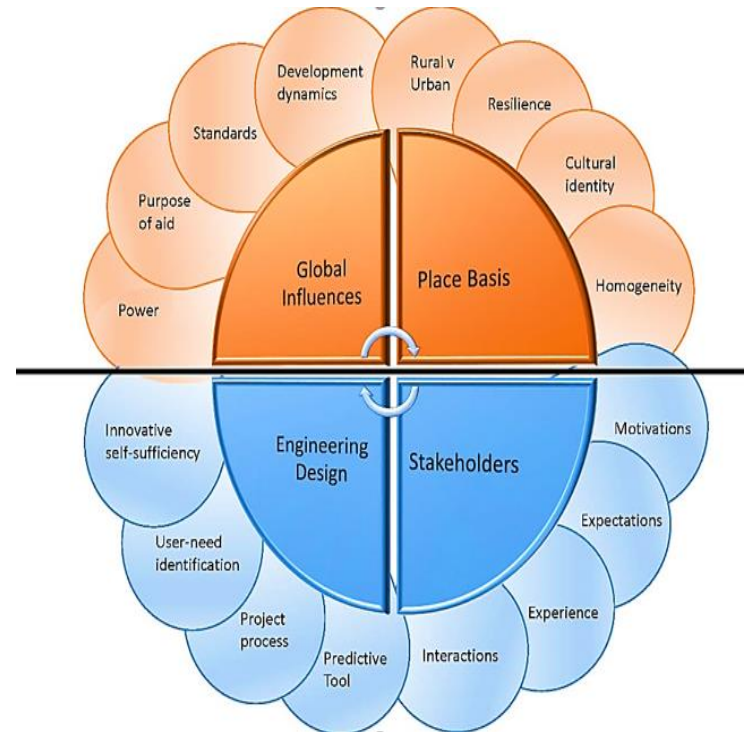 Development
dynamics
Rural v
Urban
Standards
Resilience
Purpose
of aid
Cultural
identity
Power
Global
Influences
Place Basis
Homogeneity
Innovative
self-sufficiency
Engineering
Design
Stakeholders
Motivations
User-need
identification
Expectations
Project
process
Predictive
Tool
Interactions
Experience